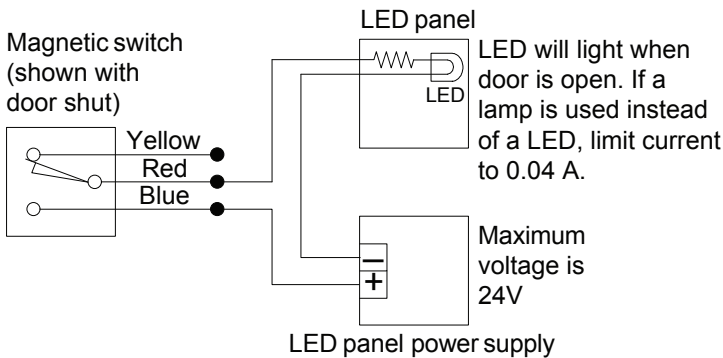 LED panel
Magnetic switch
(shown with
door shut)
LED will light when
door is open. If a
lamp is used instead
of a LED, limit current
to 0.04 A.
LED
Yellow
Red
Blue
−
+
Maximum
voltage is
24V
LED panel power supply